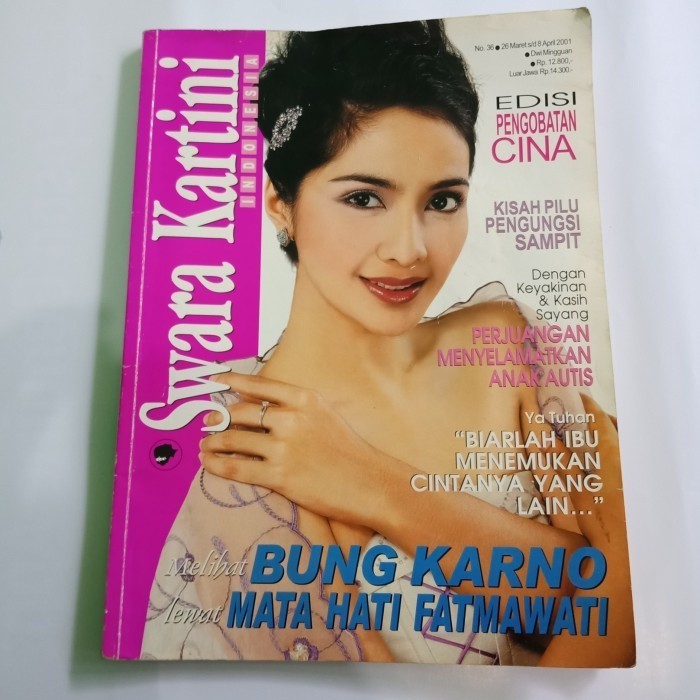 Swara Kartini
INDONESIA
No. 36 ● 26 Maret s/d 8 April 2001
● Dwi Mingguan
● Rp. 12.800,-
Luar Jawa Rp.14.300,-
EDISI
PENGOBATAN
CINA
KISAH PILU
PENGUNGSI
SAMPIT
Dengan
Keyakinan
& Kasih
Sayang
PERJUANGAN
MENYELAMATKAN
ANAK AUTIS
Ya Tuhan
“BIARLAH IBU
MENEMUKAN
CINTANYA YANG
LAIN...”
Melihat BUNG KARNO
lewat MATA HATI FATMAWATI